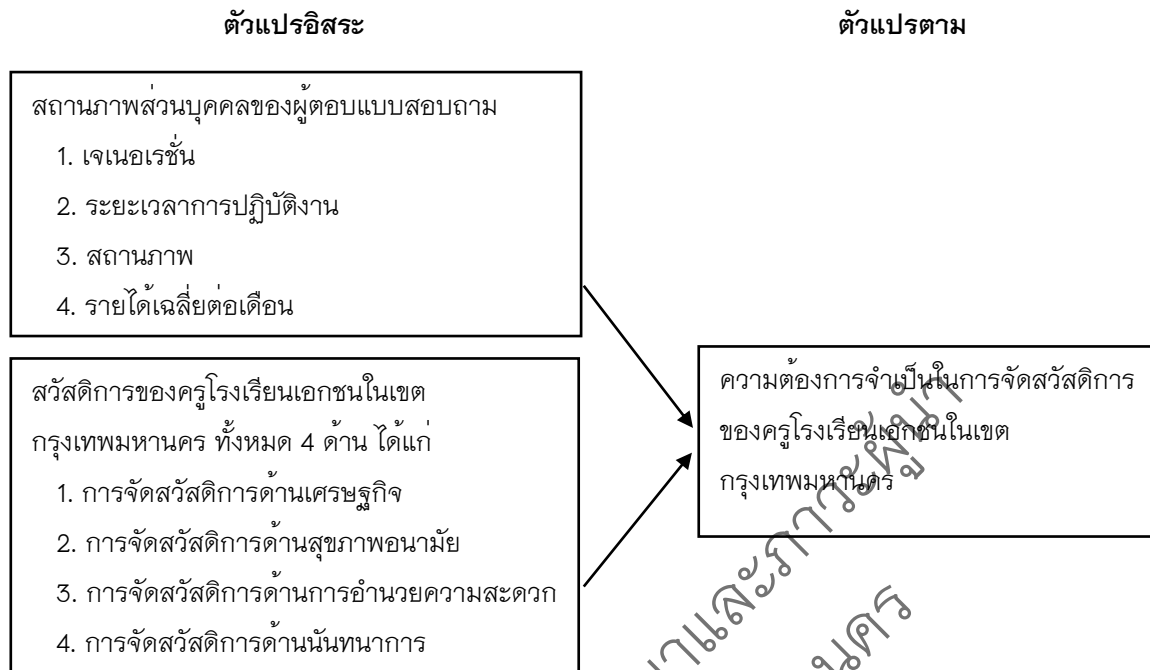 ตัวแปรอิสระ
ตัวแปรตาม
สถานภาพส่วนบุคคลของผู้ตอบแบบสอบถาม
1. เจเนอเรชั่น
2. ระยะเวลาการปฏิบัติงาน
3. สถานภาพ
4. รายได้เฉลี่ยต่อเดือน
สวัสดิการของครูโรงเรียนเอกชนในเขต
กรุงเทพมหานคร ทั้งหมด 4 ด้าน ได้แก่
1. การจัดสวัสดิการด้านเศรษฐกิจ
2. การจัดสวัสดิการด้านสุขภาพอนามัย
3. การจัดสวัสดิการด้านการอำนวยความสะดวก
4. การจัดสวัสดิการด้านนันทนาการ
ความต้องการจำเป็นในการจัดสวัสดิการ
ของครูโรงเรียนเอกชนในเขต
กรุงเทพมหานคร
าและภาวะผู้นำ
นคร